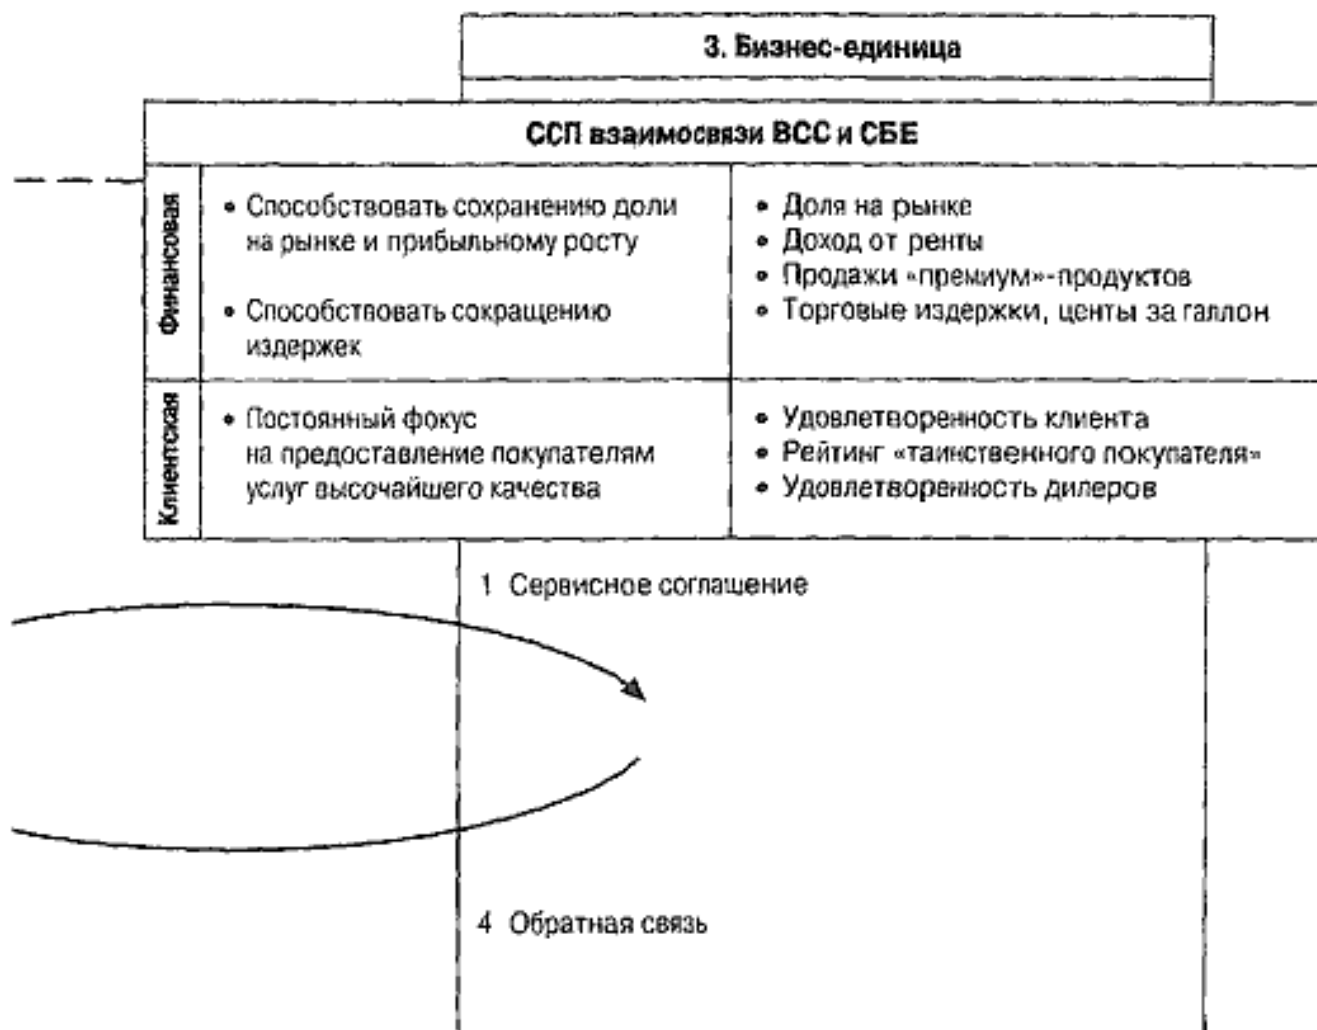 3. Бизнес-единица
ССП взаимосвязи ВСС и СБЕ
Финансовая
• Способствовать сохранению доли
на рынке и прибыльному росту
• Способствовать сокращению
издержек
• Доля на рынке
• Доход от ренты
• Продажи «премиум»-продуктов
• Торговые издержки, центы за галлон
Клиентская
• Постоянный фокус
на предоставление покупателям
услуг высочайшего качества
• Удовлетворенность клиента
• Рейтинг «таинственного покупателя»
• Удовлетворенность дилеров
1 Сервисное соглашение
4 Обратная связь